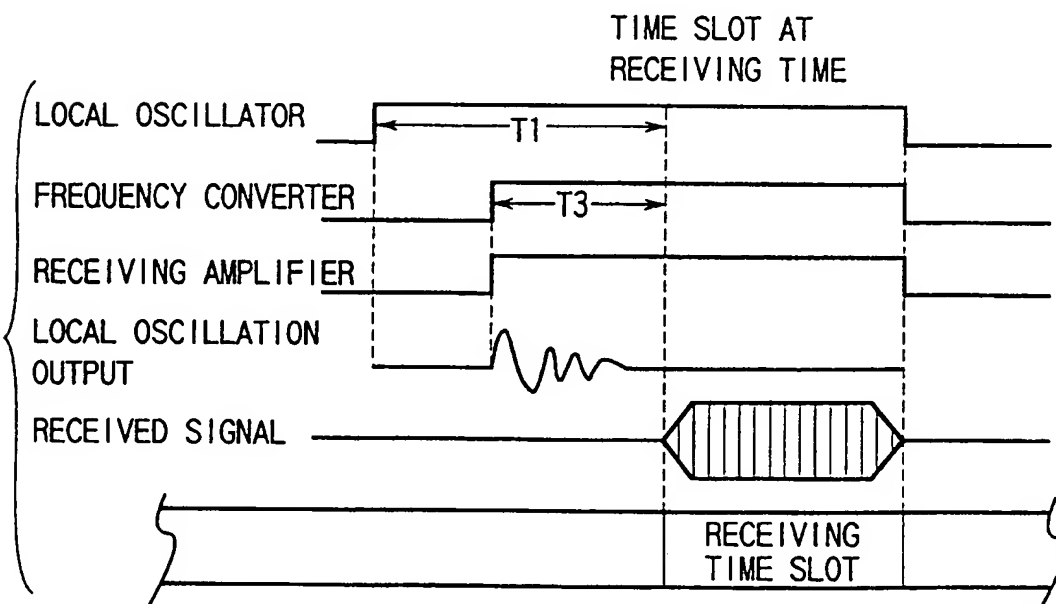 TIME SLOT AT
RECEIVING TIME
LOCAL OSCILLATOR
T1
FREQUENCY CONVERTER
T3
RECEIVING AMPLIFIER
LOCAL OSCILLATION
OUTPUT
RECEIVED SIGNAL
RECEIVING
TIME SLOT